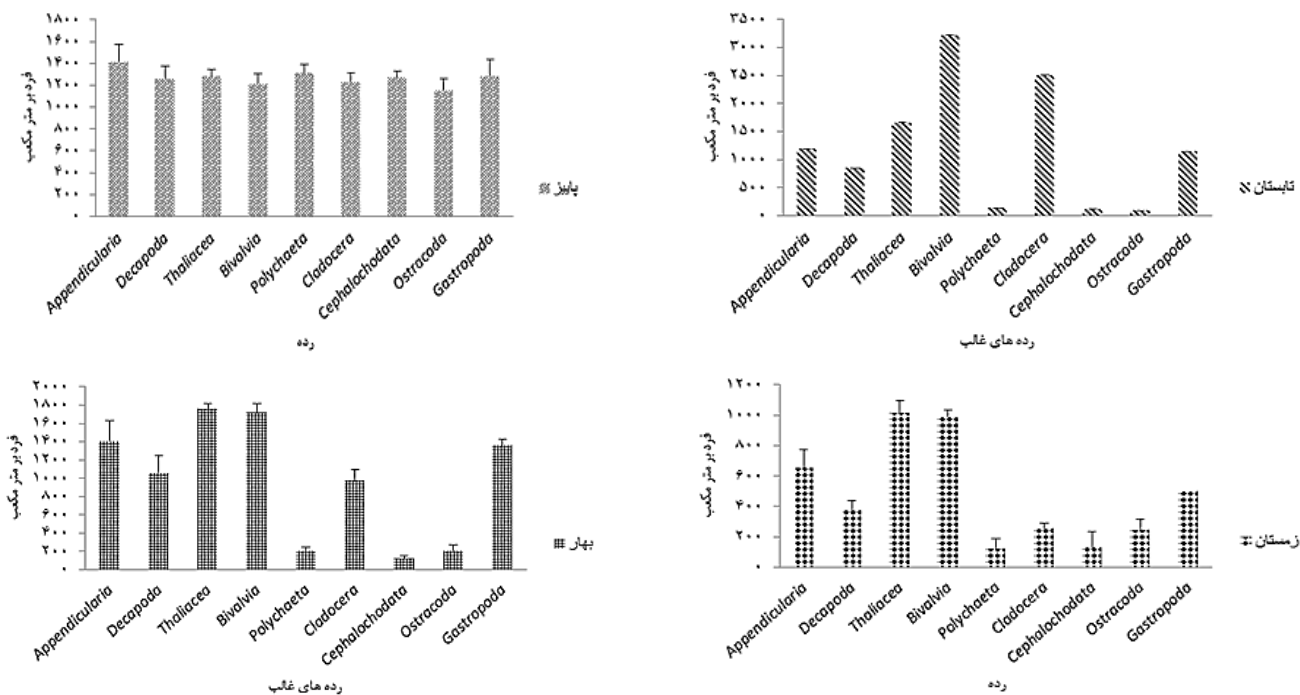 ۱۸۰۰
۱۶۰۰
۱۴۰۰
۱۲۰۰
۱۰۰۰
۸۰۰
۶۰۰
۴۰۰
۲۰۰
۰
فرد بر متر مکعب
Appendicularia
Decapoda
Thaliacea
Bivalvia
Polychaeta
Cladocera
Cephalochodata
Ostracoda
Gastropoda
رده
پاییز
۳۵۰۰
۳۰۰۰
۲۵۰۰
۲۰۰۰
۱۵۰۰
۱۰۰۰
۵۰۰
۰
فرد بر متر مکعب
Appendicularia
Decapoda
Thaliacea
Bivalvia
Polychaeta
Cladocera
Cephalochodata
Ostracoda
Gastropoda
رده های غالب
تابستان
۲۰۰۰
۱۸۰۰
۱۶۰۰
۱۴۰۰
۱۲۰۰
۱۰۰۰
۸۰۰
۶۰۰
۴۰۰
۲۰۰
۰
فرد بر متر مکعب
Appendicularia
Decapoda
Thaliacea
Bivalvia
Polychaeta
Cladocera
Cephalochodata
Ostracoda
Gastropoda
رده های غالب
بهار
۱۲۰۰
۱۰۰۰
۸۰۰
۶۰۰
۴۰۰
۲۰۰
۰
فرد بر متر مکعب
Appendicularia
Decapoda
Thaliacea
Bivalvia
Polychaeta
Cladocera
Cephalochodata
Ostracoda
Gastropoda
رده
زمستان